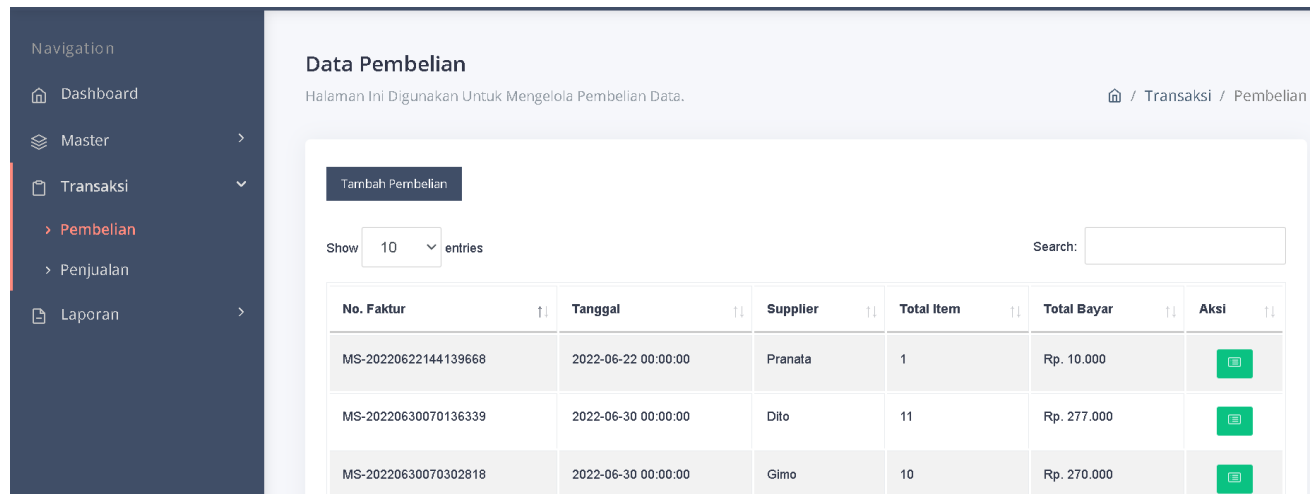 Navigation
Dashboard
Master
Transaksi
Pembelian
Penjualan
Laporan
Data Pembelian
Halaman Ini Digunakan Untuk Mengelola Pembelian Data.
/ Transaksi / Pembelian
Tambah Pembelian
Show 10 entries
Search:
No. Faktur Tanggal Supplier Total Item Total Bayar Aksi
MS-20220622144139668 2022-06-22 00:00:00 Pranata 1 Rp. 10.000
MS-20220630070136339 2022-06-30 00:00:00 Dito 11 Rp. 277.000
MS-20220630070302818 2022-06-30 00:00:00 Gimo 10 Rp. 270.000